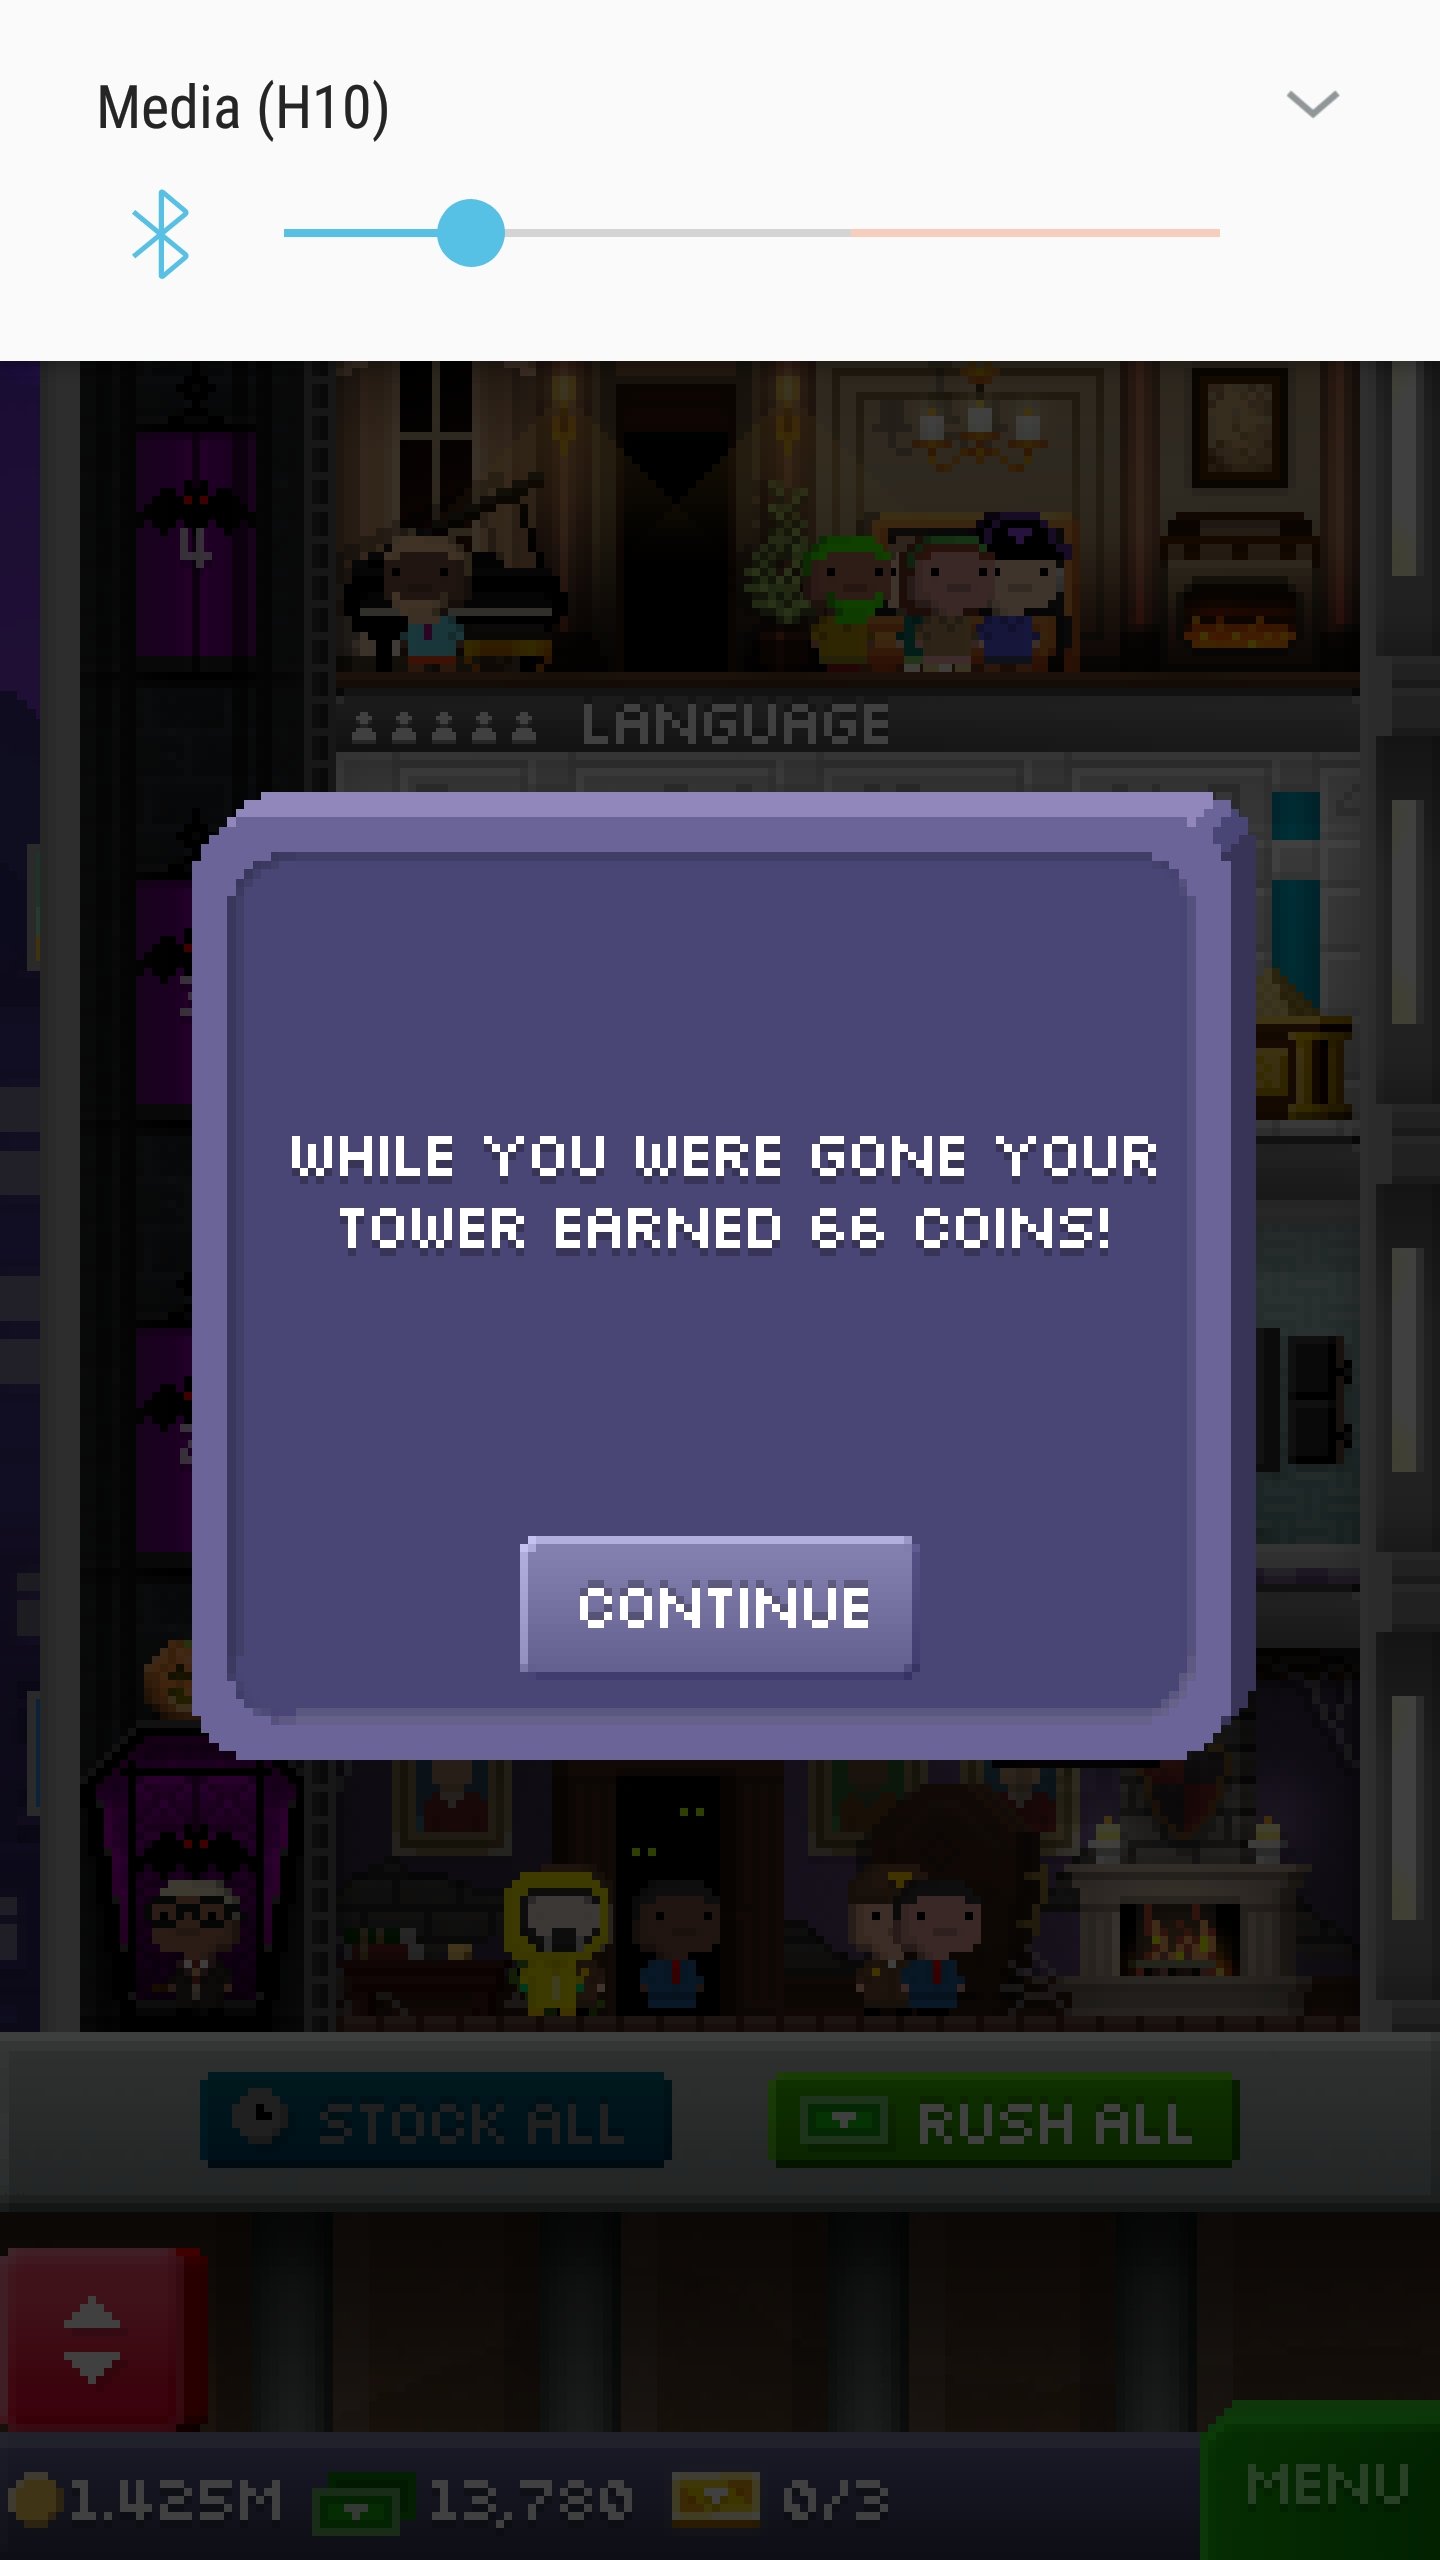 Media (H10)
4
LANGUAGE
WHILE YOU WERE GONE YOUR
TOWER EARNED 66 COINS!
CONTINUE
STOCK ALL
RUSH ALL
1.425M
13,780
0/3
MENU